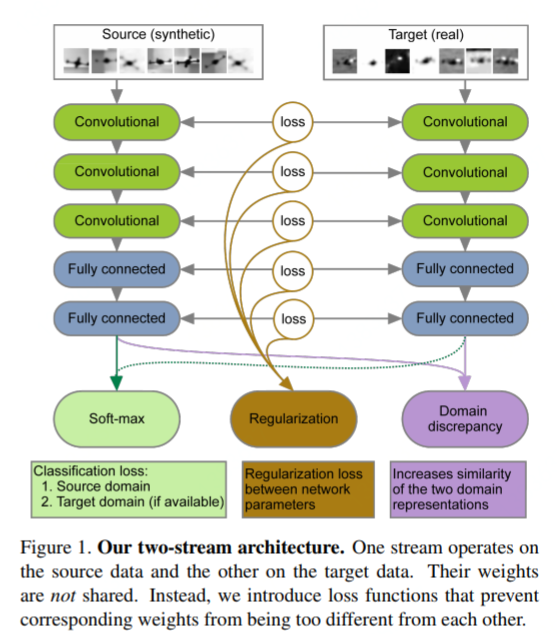 Source (synthetic)
Target (real)
Convolutional
loss
Convolutional
Convolutional
loss
Convolutional
Convolutional
loss
Convolutional
Fully connected
loss
Fully connected
Fully connected
loss
Fully connected
Soft-max
Regularization
Domain
discrepancy
Classification loss:
1. Source domain
2. Target domain (if available)
Regularization loss
between network
parameters
Increases similarity
of the two domain
representations
Figure 1. Our two-stream architecture. One stream operates on
the source data and the other on the target data. Their weights
are not shared. Instead, we introduce loss functions that prevent
corresponding weights from being too different from each other.